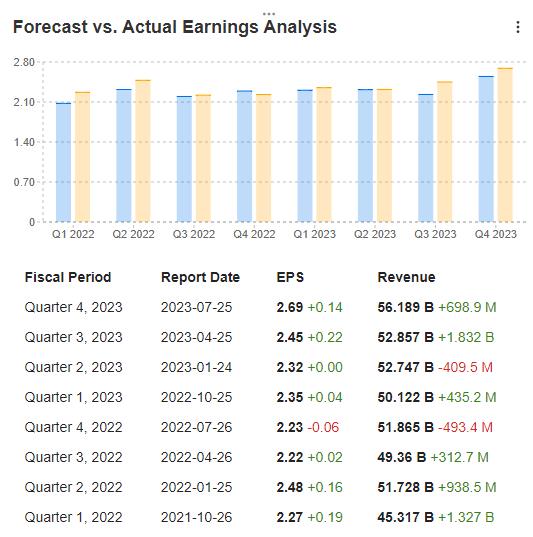 Forecast vs. Actual Earnings Analysis
2.80
2.10
1.40
0.70
0
Q1 2022 Q2 2022 Q3 2022 Q4 2022 Q1 2023 Q2 2023 Q3 2023 Q4 2023
Fiscal Period Report Date EPS Revenue
Quarter 4, 2023 2023-07-25 2.69 +0.14 56.189 B +698.9 M
Quarter 3, 2023 2023-04-25 2.45 +0.22 52.857 B +1.832 B
Quarter 2, 2023 2023-01-24 2.32 +0.00 52.747 B -409.5 M
Quarter 1, 2023 2022-10-25 2.35 +0.04 50.122 B +435.2 M
Quarter 4, 2022 2022-07-26 2.23 -0.06 51.865 B -493.4 M
Quarter 3, 2022 2022-04-26 2.22 +0.02 49.36 B +312.7 M
Quarter 2, 2022 2022-01-25 2.48 +0.16 51.728 B +938.5 M
Quarter 1, 2022 2021-10-26 2.27 +0.19 45.317 B +1.327 B